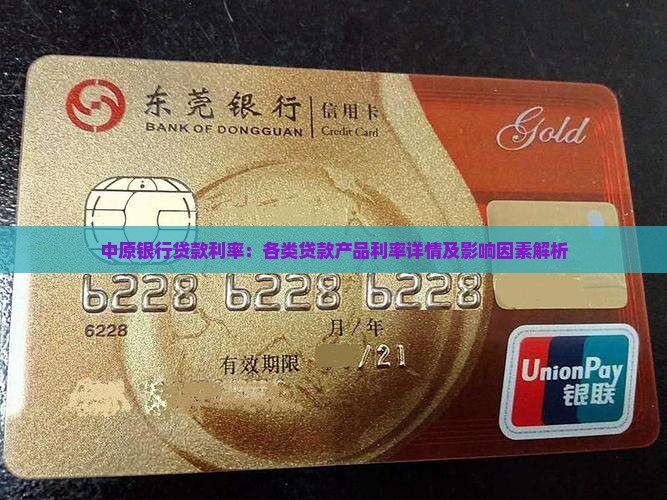 东莞银行 信用卡
BANK OF DONGGUAN Credit Card
Gold
中原银行贷款利率：各类贷款产品利率详情及影响因素解析
6228 6228 6228
6228
月/年
有效期限 /21
UnionPay
银联